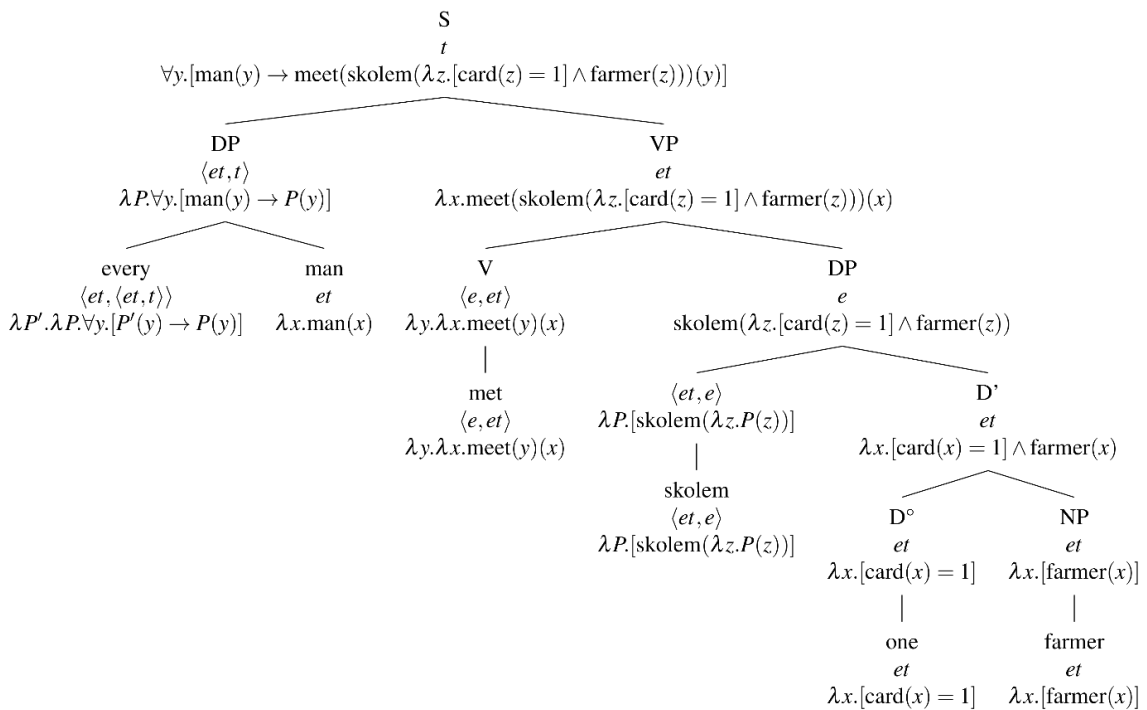 S
t
∀y.[man(y) → meet(skolem(λz.[card(z) = 1] ∧ farmer(z)))(y)]
DP VP
⟨et, t⟩ et
λP.∀y.[man(y) → P(y)] λx.meet(skolem(λz.[card(z) = 1] ∧ farmer(z)))(x)
every man V DP
⟨et, ⟨et, t⟩⟩ et ⟨e, et⟩ e
λP′.λP.∀y.[P′(y) → P(y)] λx.man(x) λy.λx.meet(y)(x) skolem(λz.[card(z) = 1] ∧ farmer(z))
met ⟨et, e⟩ D’
⟨e, et⟩ λP.[skolem(λz.P(z))] et
λy.λx.meet(y)(x) λx.[card(x) = 1] ∧ farmer(x)
skolem D° NP
⟨et, e⟩ et et
λP.[skolem(λz.P(z))] λx.[card(x) = 1] λx.[farmer(x)]
one farmer
et et
λx.[card(x) = 1] λx.[farmer(x)]